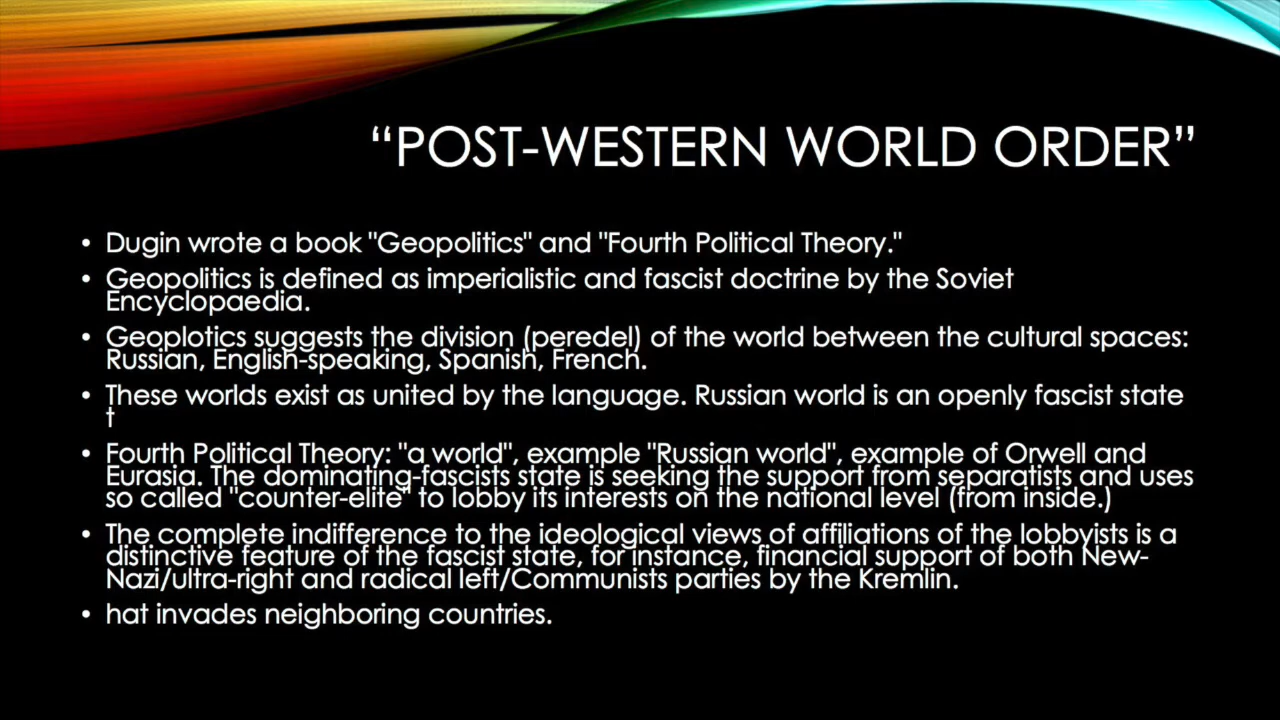 “POST-WESTERN WORLD ORDER”
• Dugin wrote a book "Geopolitics" and "Fourth Political Theory."
• Geopolitics is defined as imperialistic and fascist doctrine by the Soviet
Encyclopaedia.
• Geoplotics suggests the division (peredel) of the world between the cultural spaces:
Russian, English-speaking, Spanish, French.
• These worlds exist as united by the language. Russian world is an openly fascist state
t
• Fourth Political Theory: "a world", example "Russian world", example of Orwell and
Eurasia. The dominating-fascists state is seeking the support from separatists and uses
so called "counter-elite" to lobby its interests on the national level (from inside.)
• The complete indifference to the ideological views of affiliations of the lobbyists is a
distinctive feature of the fascist state, for instance, financial support of both New-
Nazi/ultra-right and radical left/Communists parties by the Kremlin.
• hat invades neighboring countries.